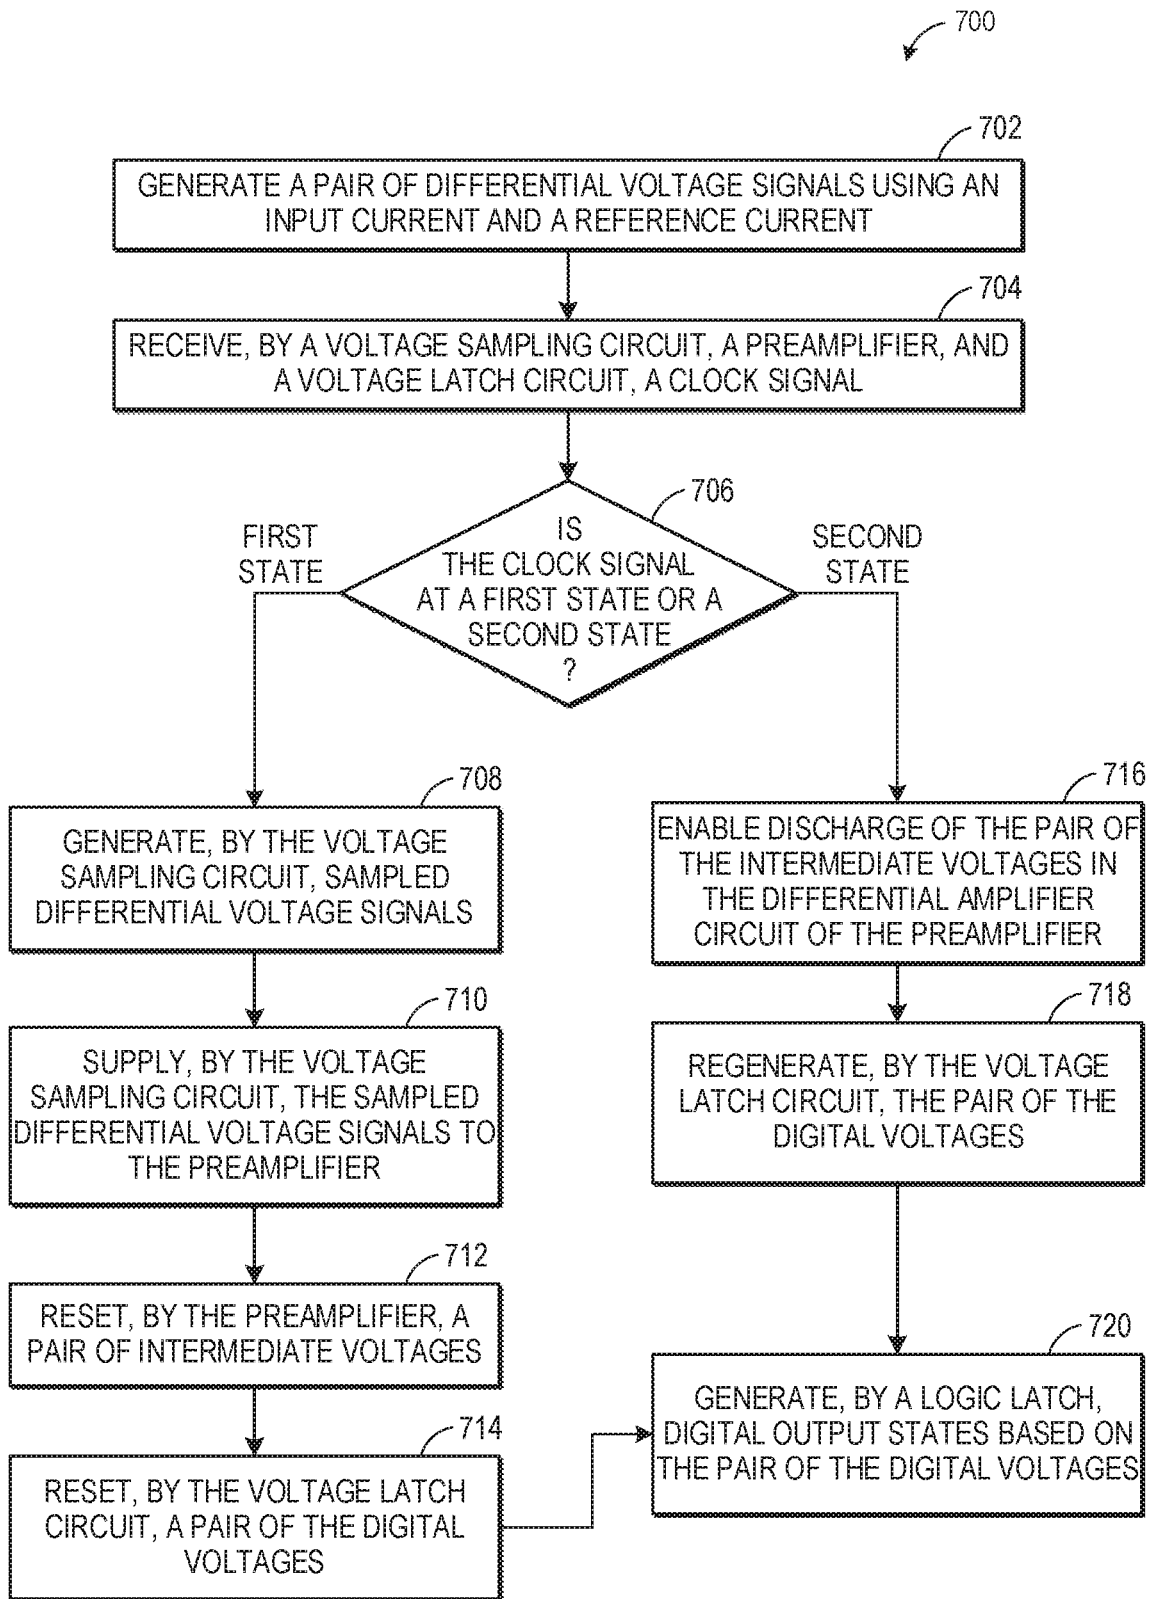 700
702
GENERATE A PAIR OF DIFFERENTIAL VOLTAGE SIGNALS USING AN
INPUT CURRENT AND A REFERENCE CURRENT
704
RECEIVE, BY A VOLTAGE SAMPLING CIRCUIT, A PREAMPLIFIER, AND
A VOLTAGE LATCH CIRCUIT, A CLOCK SIGNAL
706
IS
THE CLOCK SIGNAL
AT A FIRST STATE OR A
SECOND STATE
?
FIRST
STATE
SECOND
STATE
708
GENERATE, BY THE VOLTAGE
SAMPLING CIRCUIT, SAMPLED
DIFFERENTIAL VOLTAGE SIGNALS
710
SUPPLY, BY THE VOLTAGE
SAMPLING CIRCUIT, THE SAMPLED
DIFFERENTIAL VOLTAGE SIGNALS TO
THE PREAMPLIFIER
712
RESET, BY THE PREAMPLIFIER, A
PAIR OF INTERMEDIATE VOLTAGES
714
RESET, BY THE VOLTAGE LATCH
CIRCUIT, A PAIR OF THE DIGITAL
VOLTAGES
716
ENABLE DISCHARGE OF THE PAIR OF
THE INTERMEDIATE VOLTAGES IN
THE DIFFERENTIAL AMPLIFIER
CIRCUIT OF THE PREAMPLIFIER
718
REGENERATE, BY THE VOLTAGE
LATCH CIRCUIT, THE PAIR OF THE
DIGITAL VOLTAGES
720
GENERATE, BY A LOGIC LATCH,
DIGITAL OUTPUT STATES BASED ON
THE PAIR OF THE DIGITAL VOLTAGES